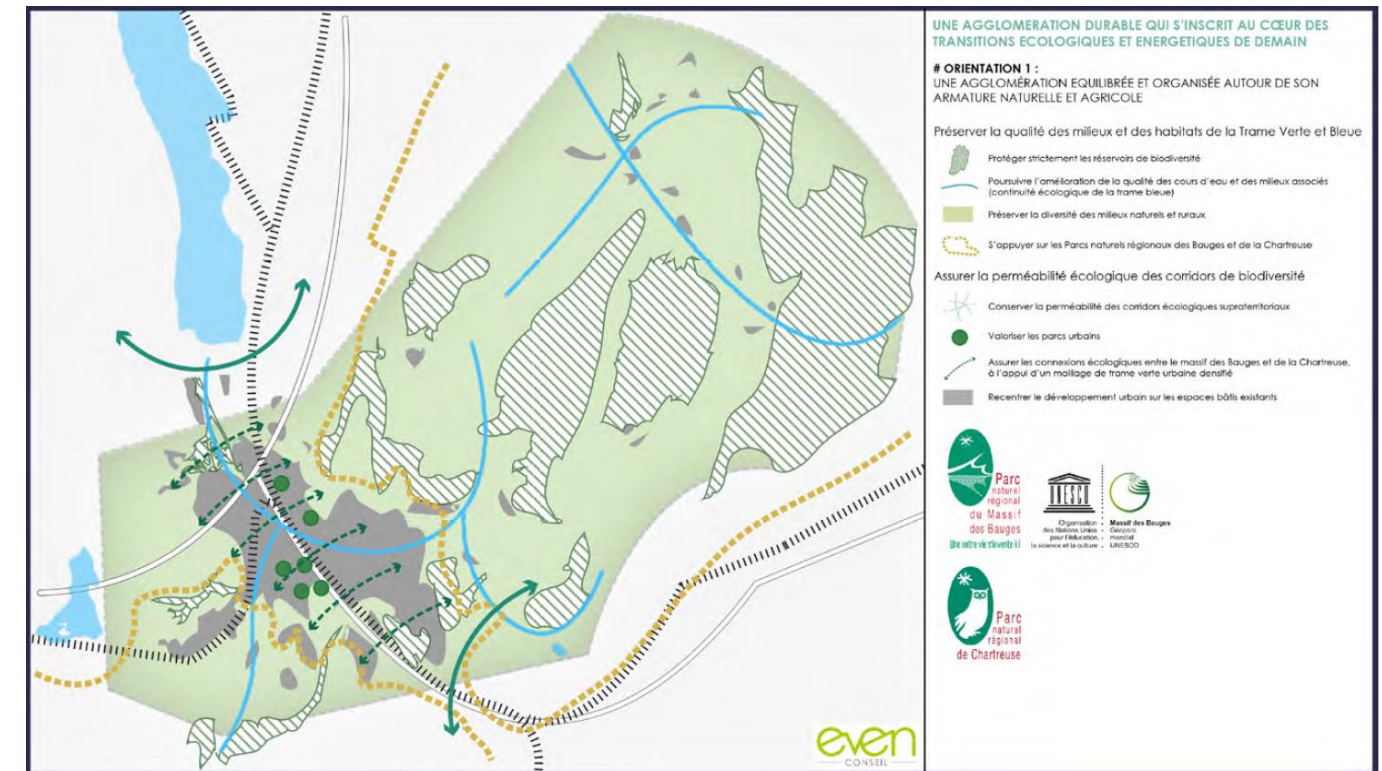 UNE AGGLOMERATION DURABLE QUI S'INSCRIT AU CŒUR DES
TRANSITIONS ECOLOGIQUES ET ENERGETIQUES DE DEMAIN
# ORIENTATION 1 :
UNE AGGLOMÉRATION EQUILIBRÉE ET ORGANISÉE AUTOUR DE SON
ARMATURE NATURELLE ET AGRICOLE
Préserver la qualité des milieux et des habitats de la Trame Verte et Bleue
Protéger strictement les réservoirs de biodiversité
Poursuivre l'amélioration de la qualité des cours d'eau et des milieux associés
(continuité écologique de la trame bleue)
Préserver la diversité des milieux naturels et ruraux
S'appuyer sur les Parcs naturels régionaux des Bauges et de la Chartreuse
Assurer la perméabilité écologique des corridors de biodiversité
Conserver la perméabilité des corridors écologiques supraterritoriaux
Valoriser les parcs urbains
Assurer les connexions écologiques entre le massif des Bauges et de la Chartreuse,
à l'appui d'un maillage de trame verte urbaine densifié
Recentrer le développement urbain sur les espaces bâtis existants
Parc
naturel
régional
du Massif
des Bauges
Une autre vie s'invente ici
UNESCO
Organisation
des Nations Unies
pour l'éducation,
la science et la culture
Massif des Bauges
Géoparc
mondial
UNESCO
Parc
naturel
régional
de Chartreuse
even
CONSEIL